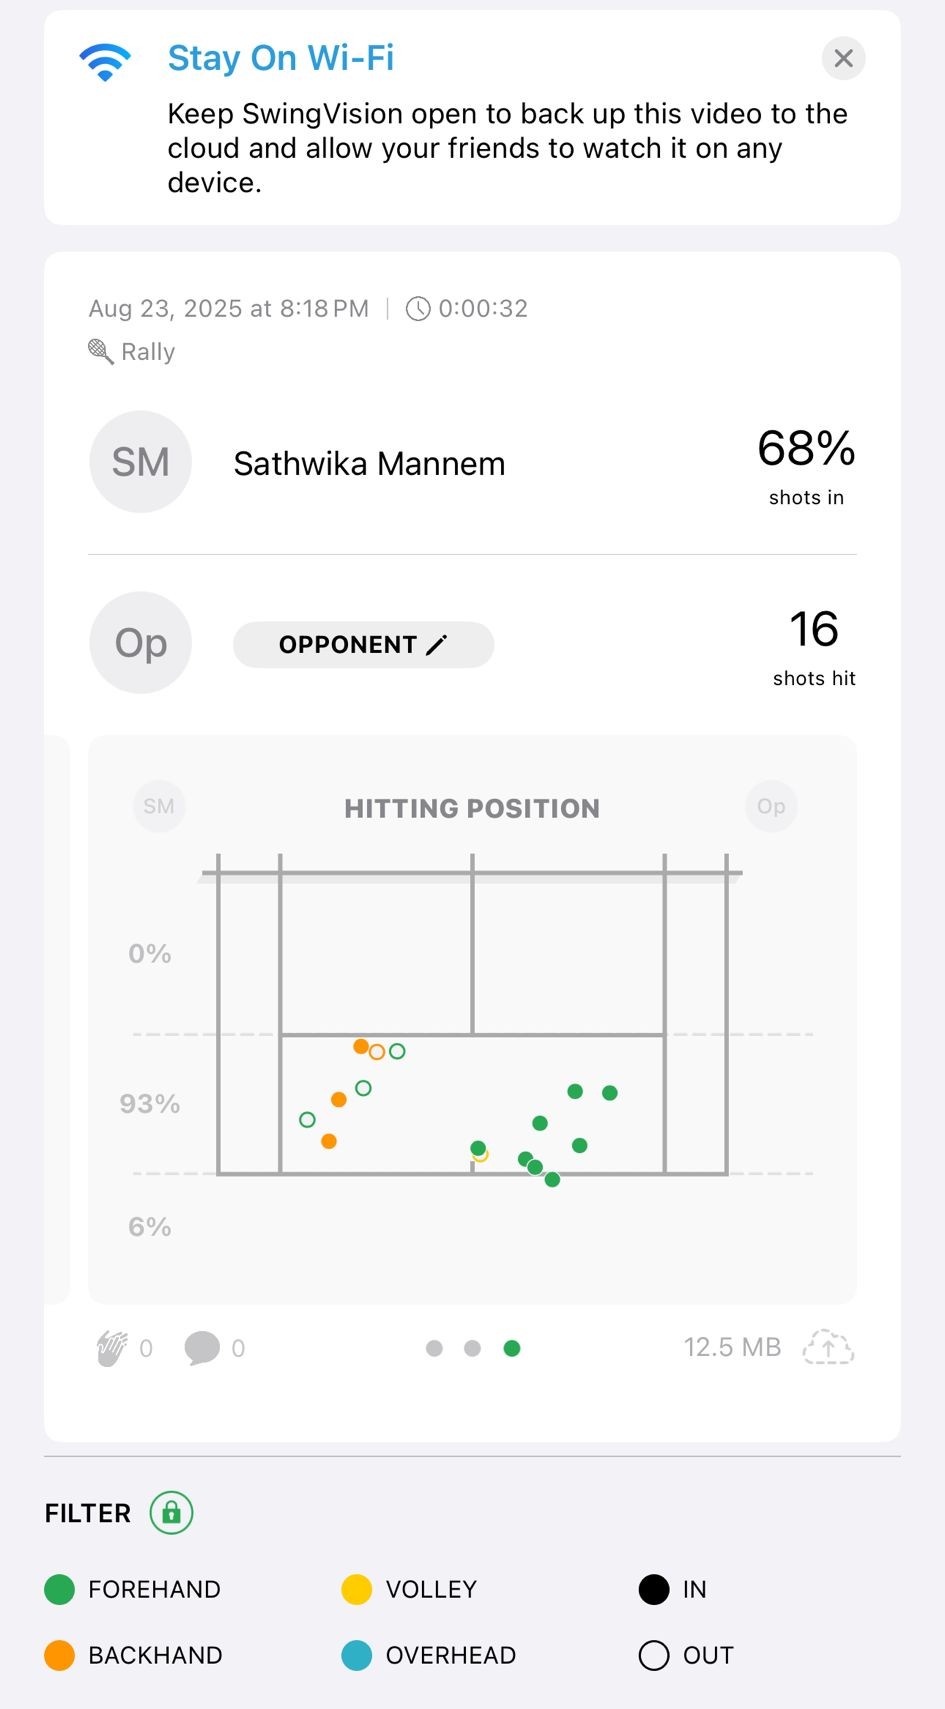 Stay On Wi-Fi
Keep SwingVision open to back up this video to the
cloud and allow your friends to watch it on any
device.
Aug 23, 2025 at 8:18 PM | 0:00:32
Rally
SM
Sathwika Mannem
68%
shots in
Op
OPPONENT
16
shots hit
SM
HITTING POSITION
Op
0%
93%
6%
0
0
12.5 MB
FILTER
FOREHAND
VOLLEY
IN
BACKHAND
OVERHEAD
OUT